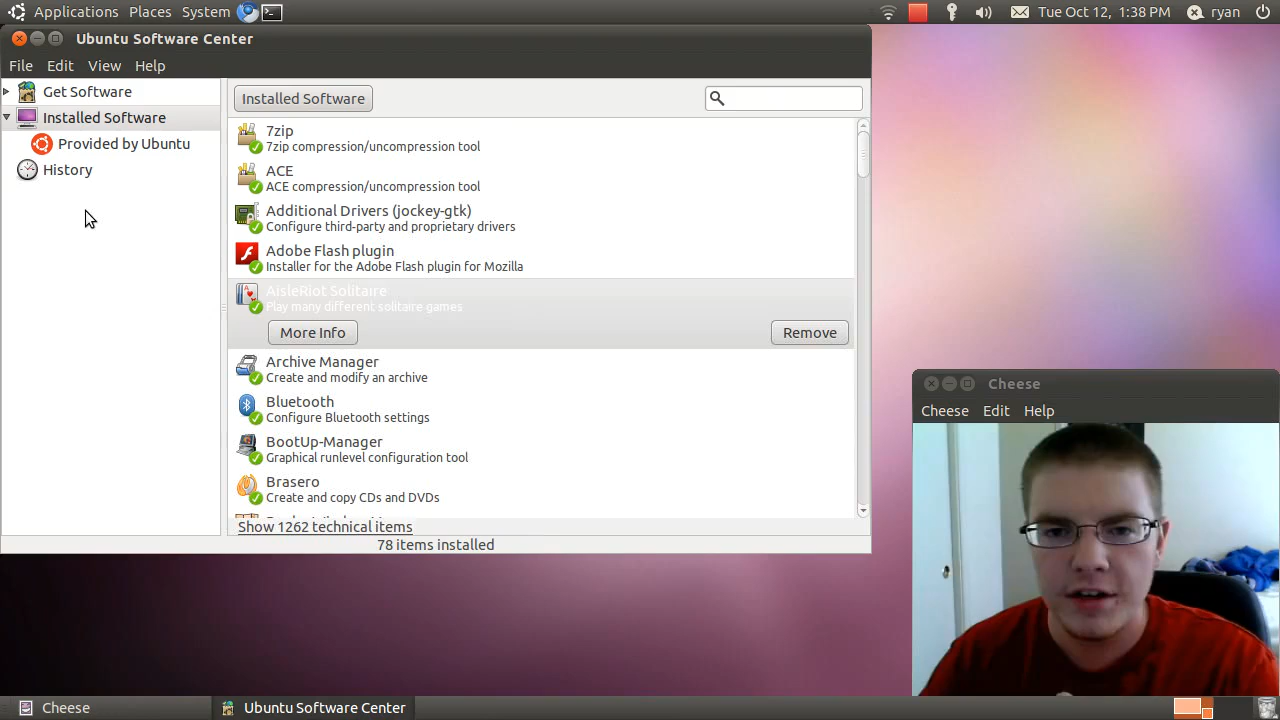 Applications Places System Tue Oct 12, 1:38 PM ryan
Ubuntu Software Center
File Edit View Help
Get Software
Installed Software
Provided by Ubuntu
History
Installed Software
7zip
7zip compression/uncompression tool
ACE
ACE compression/uncompression tool
Additional Drivers (jockey-gtk)
Configure third-party and proprietary drivers
Adobe Flash plugin
Installer for the Adobe Flash plugin for Mozilla
AisleRiot Solitaire
Play many different solitaire games
More Info Remove
Archive Manager
Create and modify an archive
Bluetooth
Configure Bluetooth settings
BootUp-Manager
Graphical runlevel configuration tool
Brasero
Create and copy CDs and DVDs
Show 1262 technical items
78 items installed
Cheese
Cheese Edit Help
Cheese Ubuntu Software Center